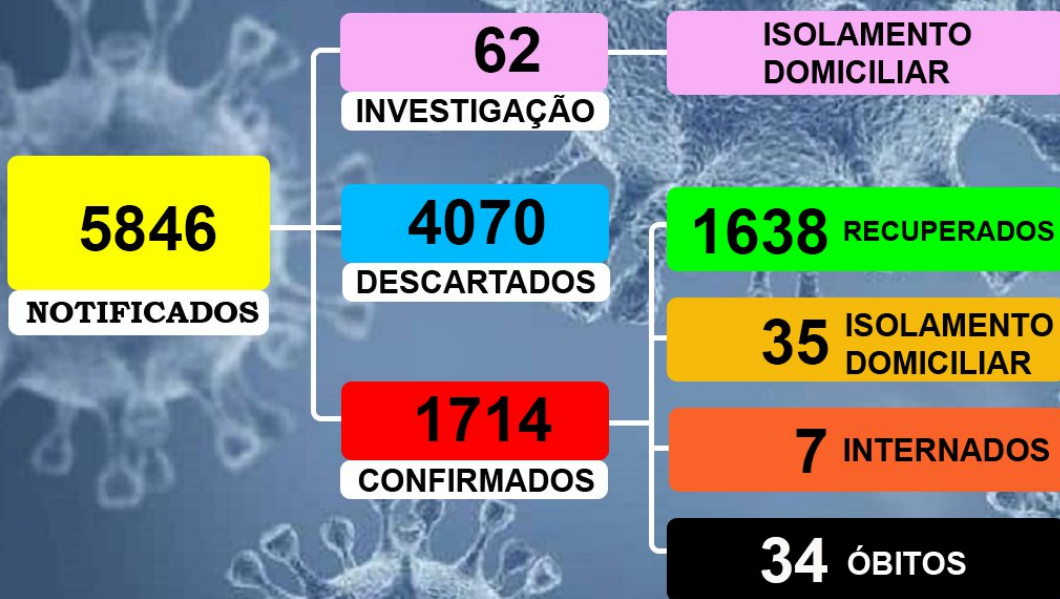 62
INVESTIGAÇÃO
ISOLAMENTO
DOMICILIAR
5846
NOTIFICADOS
4070
DESCARTADOS
1714
CONFIRMADOS
1638 RECUPERADOS
35 ISOLAMENTO
DOMICILIAR
7 INTERNADOS
34 ÓBITOS